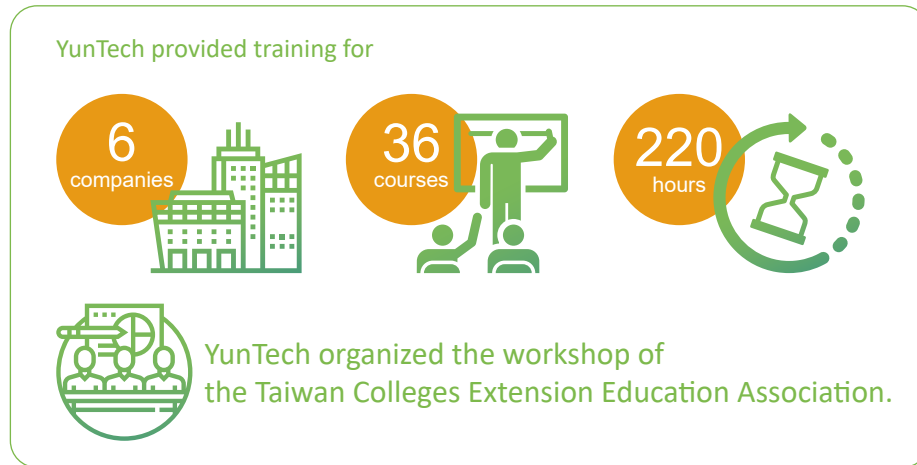 YunTech provided training for
6
companies
36
courses
220
hours
YunTech organized the workshop of
the Taiwan Colleges Extension Education Association.